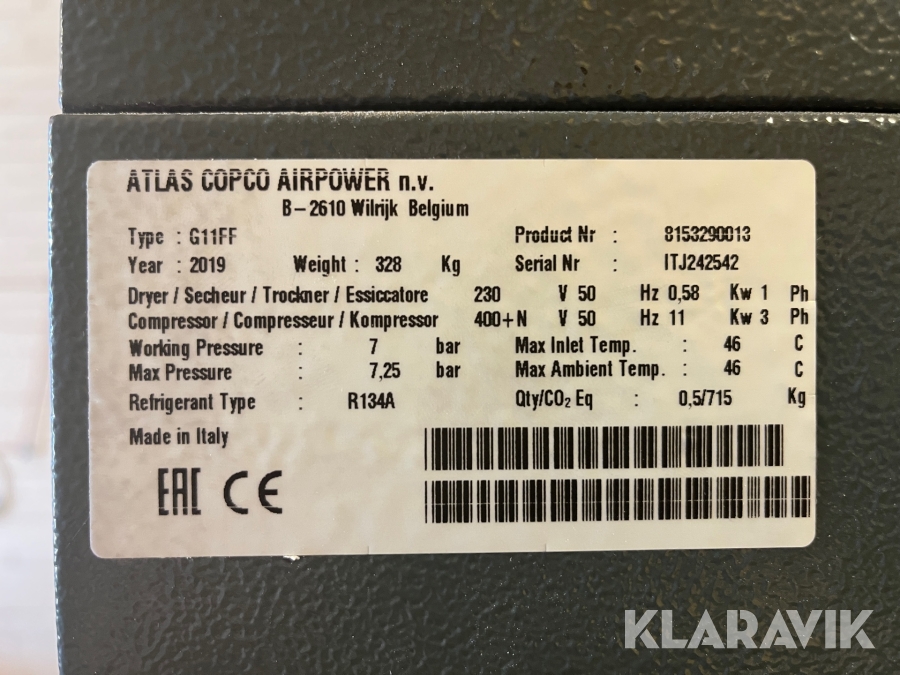 ATLAS COPCO AIRPOWER n.v.
B-2610 Wilrijk Belgium
Type : G11FF Product Nr : 8153290013
Year : 2019 Weight : 328 Kg Serial Nr : ITJ242542
Dryer / Secheur / Trockner / Essiccatore 230 V 50 Hz 0,58 Kw 1 Ph
Compressor / Compresseur / Kompressor 400+N V 50 Hz 11 Kw 3 Ph
Working Pressure : 7 bar Max Inlet Temp. : 46 C
Max Pressure : 7,25 bar Max Ambient Temp. : 46 C
Refrigerant Type : R134A Qty/CO₂ Eq : 0,5/715 Kg
Made in Italy
EAC CE
KLARAVIK